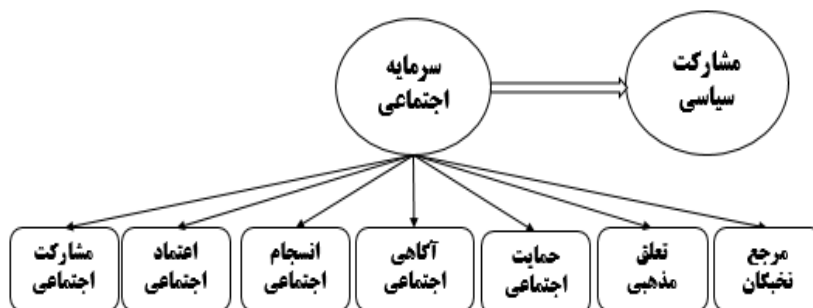 سرمایه
اجتماعی
مشارکت
سیاسی
مشارکت
اجتماعی
اعتماد
اجتماعی
انسجام
اجتماعی
آگاهی
اجتماعی
حمایت
اجتماعی
تعلق
مذهبی
مرجع
نخبگان